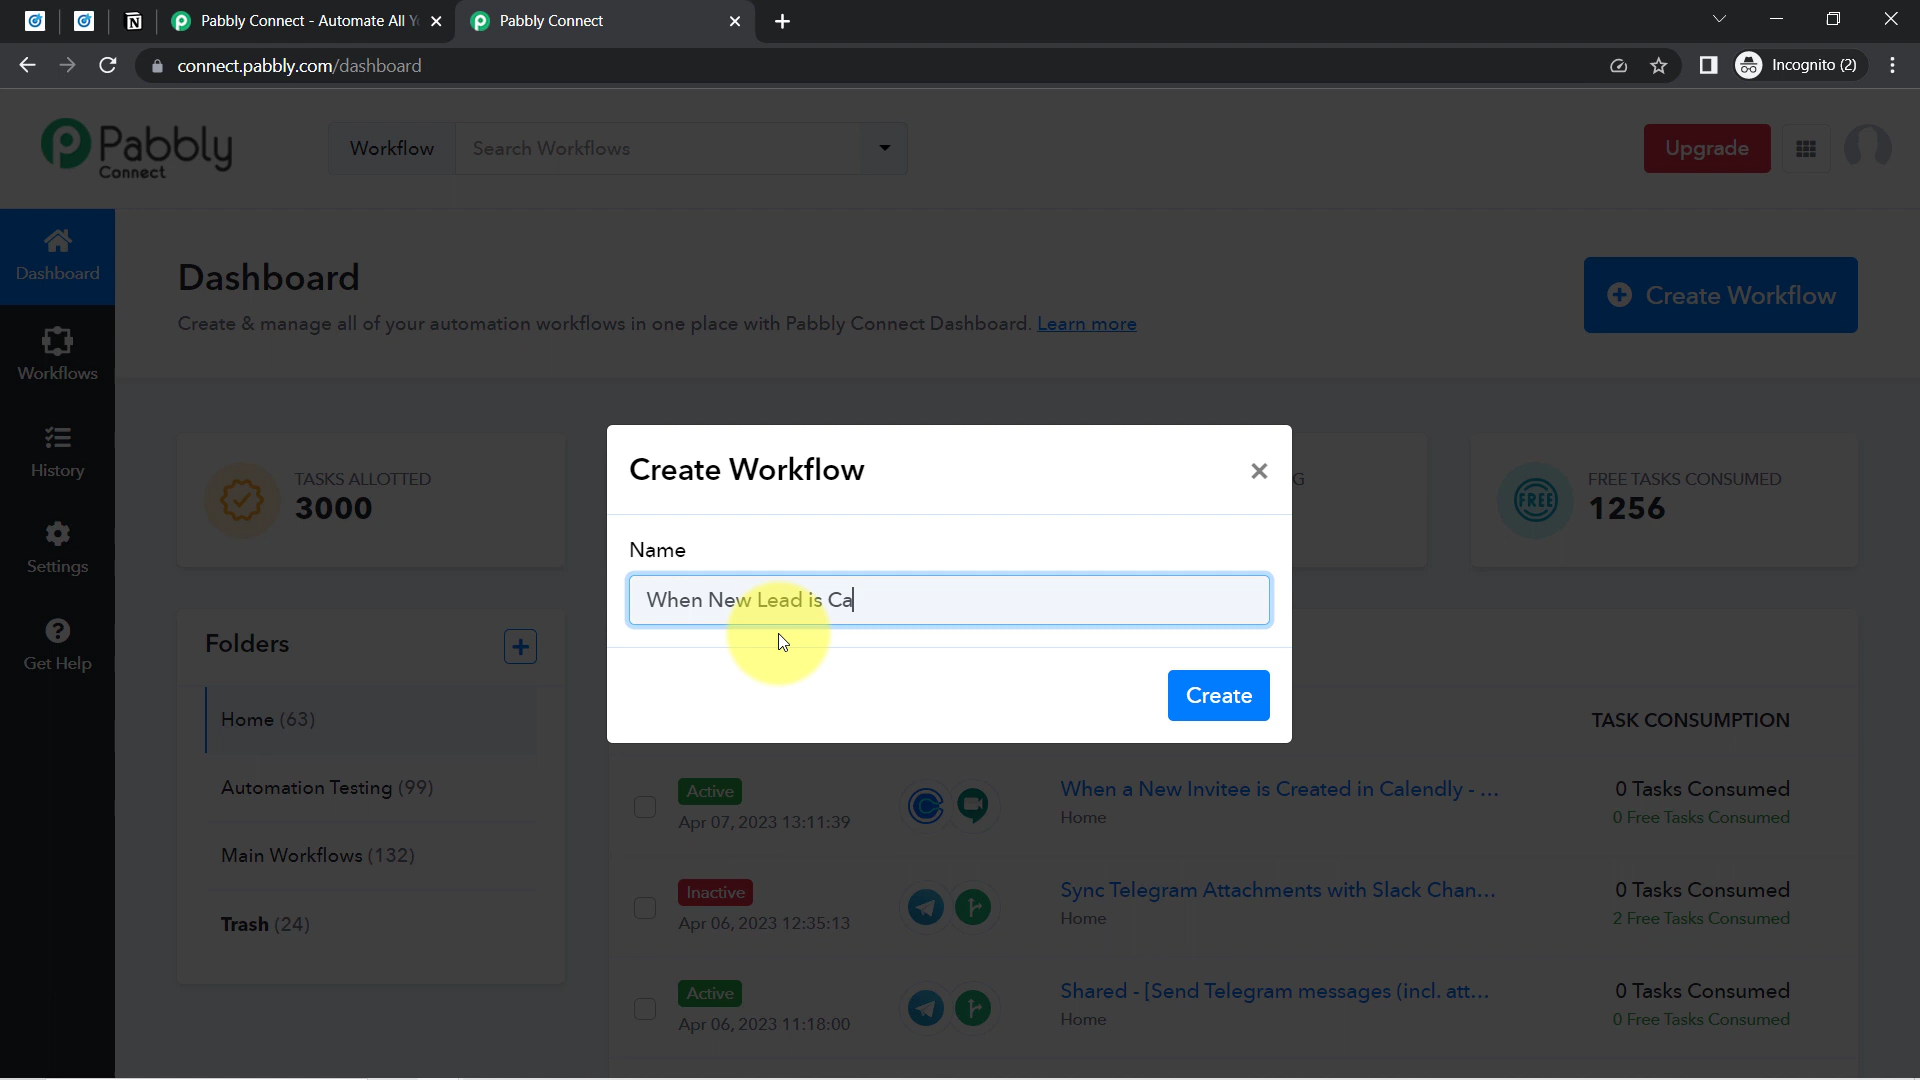 Pabbly Connect - Automate All Y
Pabbly Connect
connect.pabbly.com/dashboard
Incognito (2)
Pabbly
Connect
Workflow
Search Workflows
Upgrade
Dashboard
Workflows
History
Settings
Get Help
Dashboard
Create & manage all of your automation workflows in one place with Pabbly Connect Dashboard. Learn more
Create Workflow
TASKS ALLOTTED
3000
G
FREE
FREE TASKS CONSUMED
1256
Create Workflow
Name
When New Lead is Ca
Create
Folders
Home (63)
Automation Testing (99)
Main Workflows (132)
Trash (24)
TASK CONSUMPTION
Active
Apr 07, 2023 13:11:39
When a New Invitee is Created in Calendly - ...
Home
0 Tasks Consumed
0 Free Tasks Consumed
Inactive
Apr 06, 2023 12:35:13
Sync Telegram Attachments with Slack Chan...
Home
0 Tasks Consumed
2 Free Tasks Consumed
Active
Apr 06, 2023 11:18:00
Shared - [Send Telegram messages (incl. att...
Home
0 Tasks Consumed
0 Free Tasks Consumed